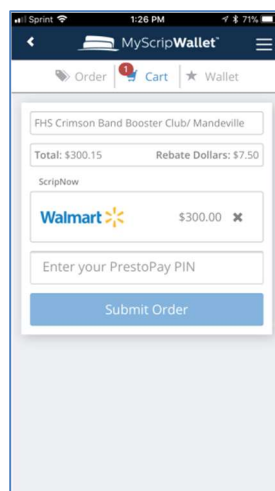 Sprint 1:26 PM 71%
MyScripWallet
Order 1 Cart Wallet
FHS Crimson Band Booster Club/ Mandeville
Total: $300.15 Rebate Dollars: $7.50
ScripNow
Walmart $300.00
Enter your PrestoPay PIN
Submit Order